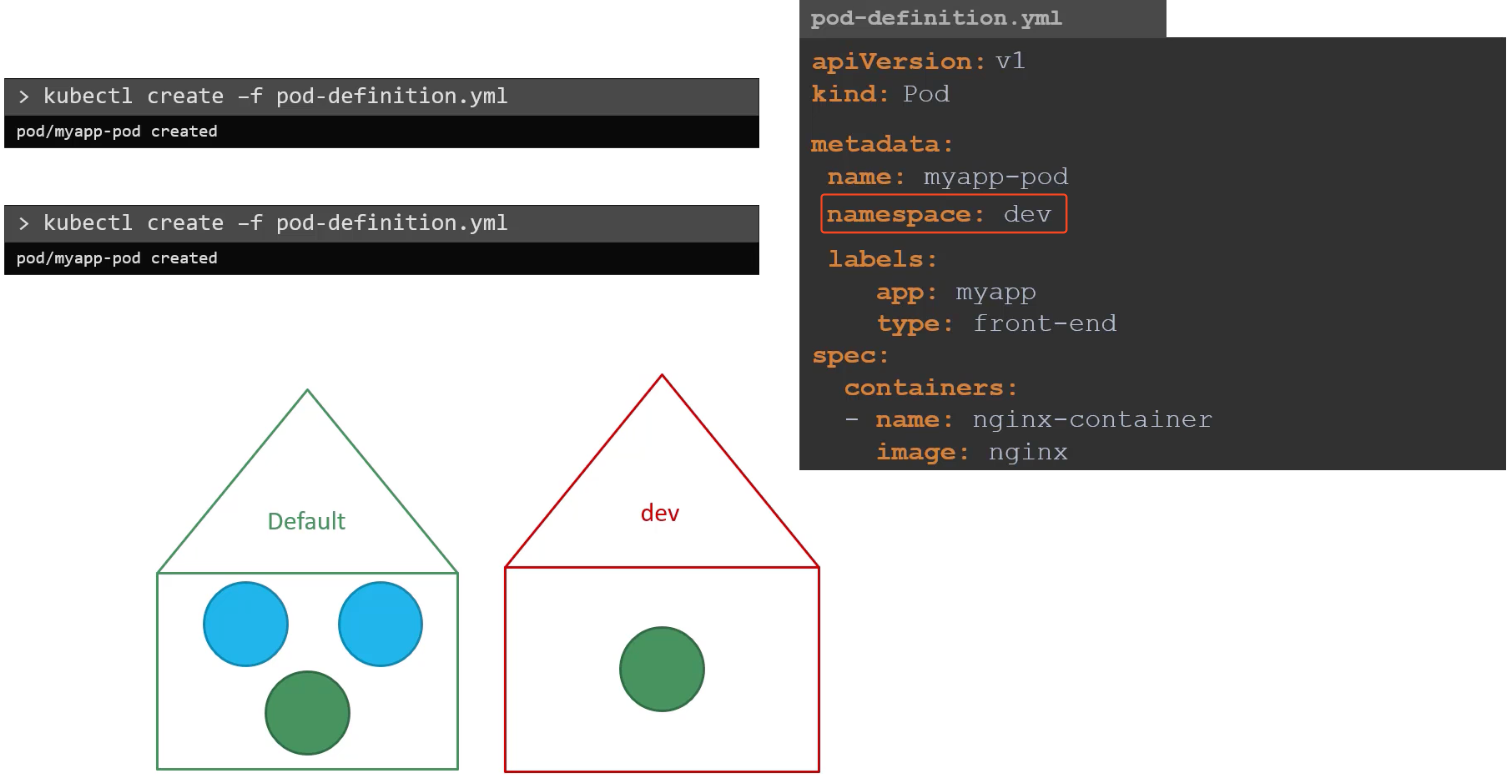 > kubectl create –f pod-definition.yml
pod/myapp-pod created
> kubectl create –f pod-definition.yml
pod/myapp-pod created
pod-definition.yml
apiVersion: v1
kind: Pod
metadata:
name: myapp-pod
namespace: dev
labels:
app: myapp
type: front-end
spec:
containers:
- name: nginx-container
image: nginx
Default
dev